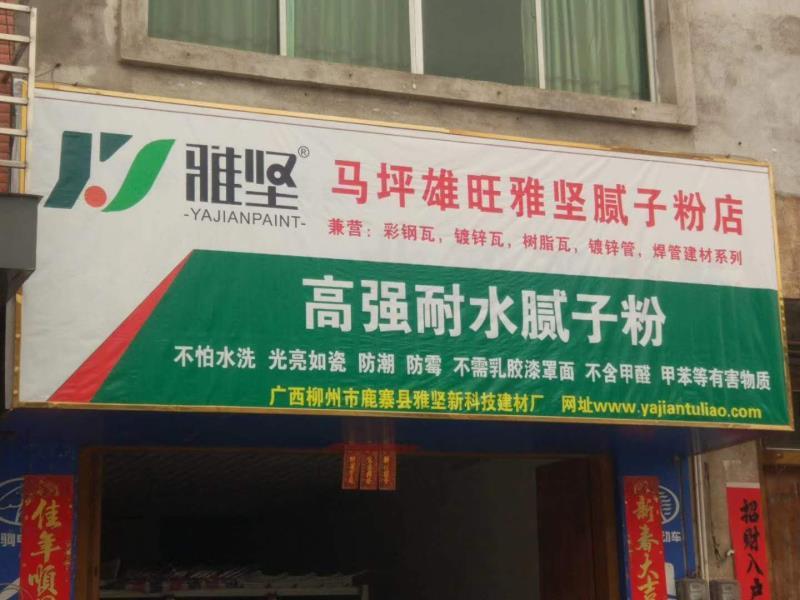 雅坚®
-YAJIANPAINT-
马坪雄旺雅坚腻子粉店
兼营：彩钢瓦，镀锌瓦，树脂瓦，镀锌管，焊管建材系列
高强耐水腻子粉
不怕水洗 光亮如瓷 防潮 防霉 不需乳胶漆罩面 不含甲醛 甲苯等有害物质
广西柳州市鹿寨县雅坚新科技建材厂 网址www.yajiantuliao.com
佳年顺
新春大吉
招财入户
动车